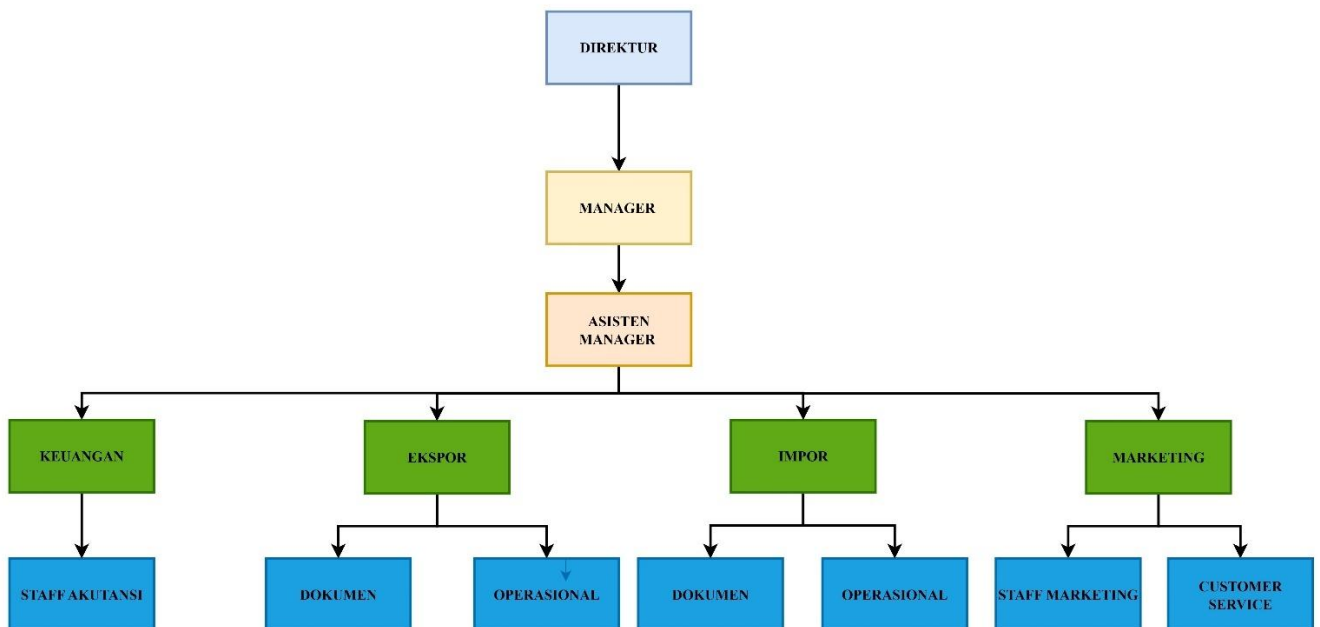 DIREKTUR
MANAGER
ASISTEN
MANAGER
KEUANGAN
EKSPOR
IMPOR
MARKETING
STAFF AKUTANSI
DOKUMEN
OPERASIONAL
DOKUMEN
OPERASIONAL
STAFF MARKETING
CUSTOMER
SERVICE